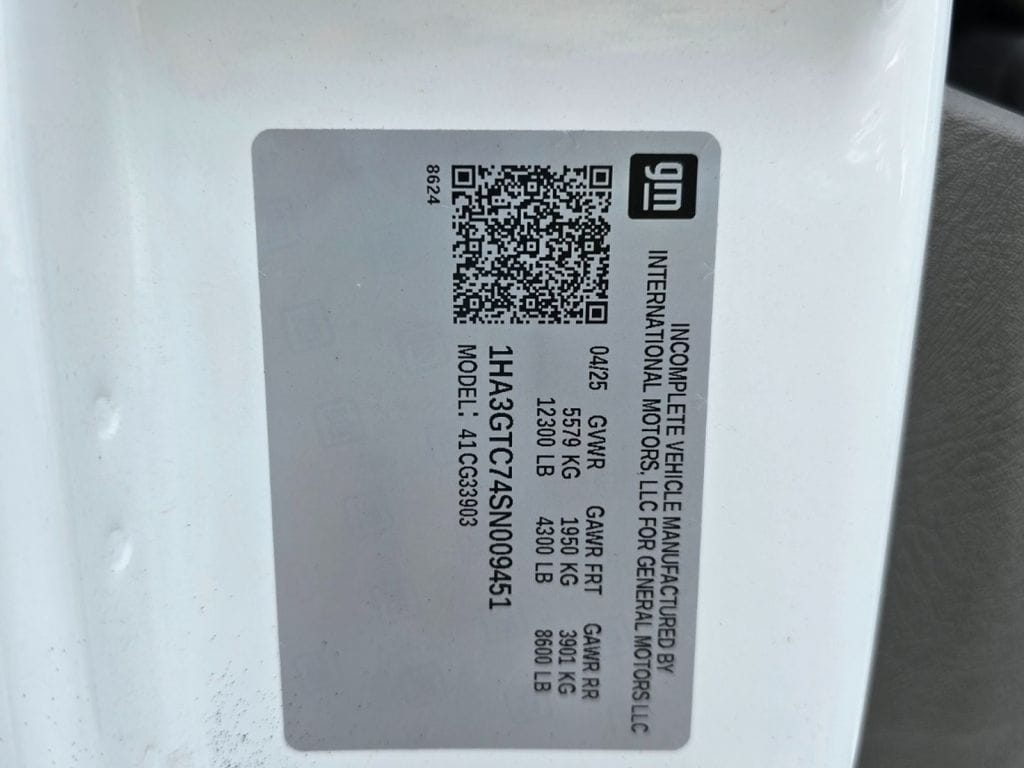 gm
INCOMPLETE VEHICLE MANUFACTURED BY
INTERNATIONAL MOTORS, LLC FOR GENERAL MOTORS LLC
04/25 GVWR GAWR FRT GAWR RR
5579 KG 1950 KG 3901 KG
12300 LB 4300 LB 8600 LB
1HA3GTC74SN009451
MODEL: 41CG33903
8624